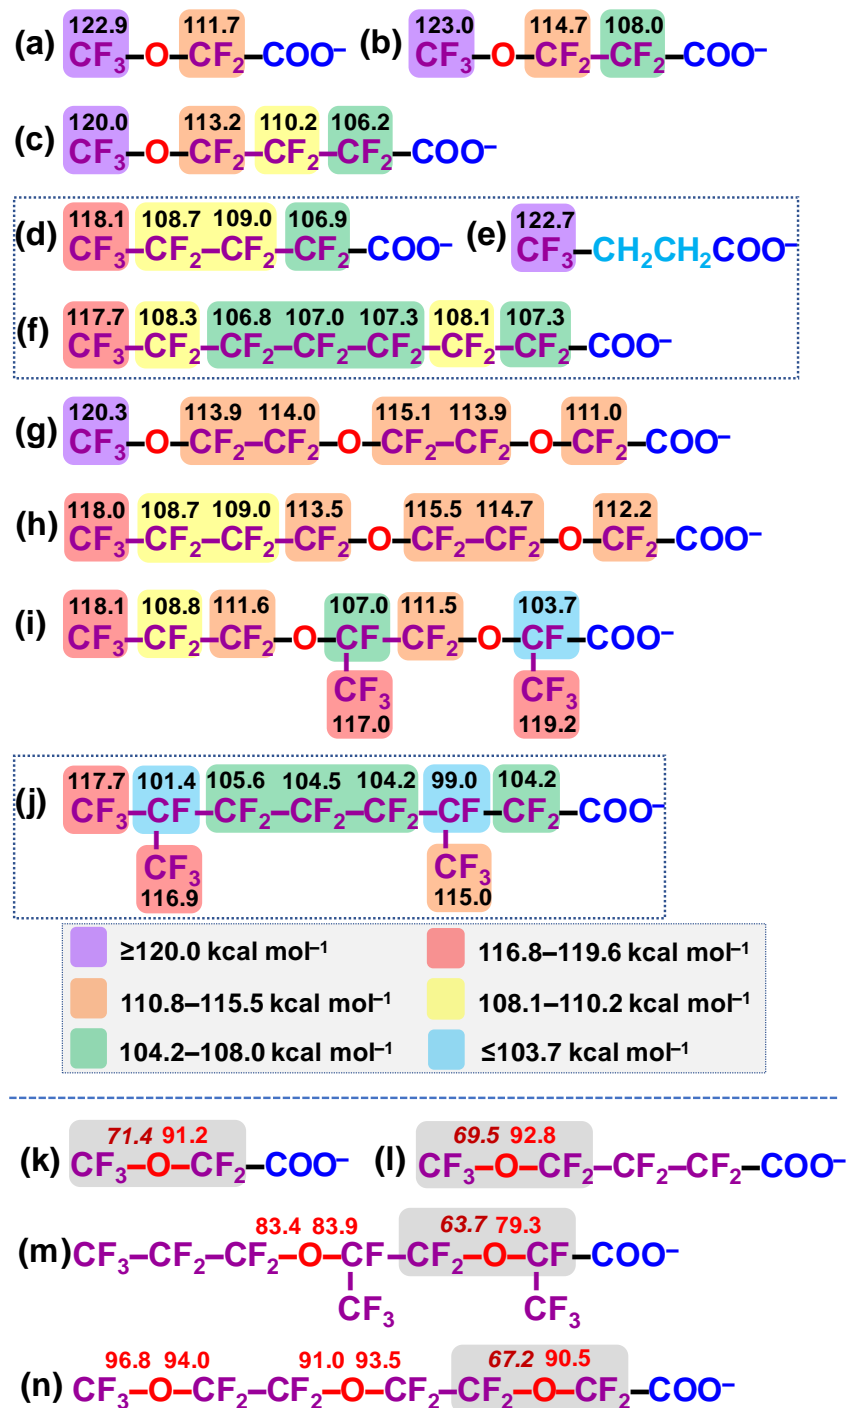 122.9 111.7 123.0 114.7 108.0
(a) CF₃–O–CF₂–COO⁻ (b) CF₃–O–CF₂–CF₂–COO⁻
120.0 113.2 110.2 106.2
(c) CF₃–O–CF₂–CF₂–CF₂–COO⁻
118.1 108.7 109.0 106.9 122.7
(d) CF₃–CF₂–CF₂–CF₂–COO⁻ (e) CF₃–CH₂CH₂COO⁻
117.7 108.3 106.8 107.0 107.3 108.1 107.3
(f) CF₃–CF₂–CF₂–CF₂–CF₂–CF₂–CF₂–COO⁻
120.3 113.9 114.0 115.1 113.9 111.0
(g) CF₃–O–CF₂–CF₂–O–CF₂–CF₂–O–CF₂–COO⁻
118.0 108.7 109.0 113.5 115.5 114.7 112.2
(h) CF₃–CF₂–CF₂–CF₂–O–CF₂–CF₂–O–CF₂–COO⁻
118.1 108.8 111.6 107.0 111.5 103.7
(i) CF₃–CF₂–CF₂–O–CF–CF₂–O–CF–COO⁻
CF₃ CF₃
117.0 119.2
117.7 101.4 105.6 104.5 104.2 99.0 104.2
(j) CF₃–CF–CF₂–CF₂–CF₂–CF–CF₂–COO⁻
CF₃ CF₃
116.9 115.0
≥120.0 kcal mol⁻¹ 116.8–119.6 kcal mol⁻¹
110.8–115.5 kcal mol⁻¹ 108.1–110.2 kcal mol⁻¹
104.2–108.0 kcal mol⁻¹ ≤103.7 kcal mol⁻¹
71.4 91.2 69.5 92.8
(k) CF₃–O–CF₂–COO⁻ (l) CF₃–O–CF₂–CF₂–CF₂–COO⁻
83.4 83.9 63.7 79.3
(m) CF₃–CF₂–CF₂–O–CF–CF₂–O–CF–COO⁻
CF₃ CF₃
96.8 94.0 91.0 93.5 67.2 90.5
(n) CF₃–O–CF₂–CF₂–O–CF₂–CF₂–O–CF₂–COO⁻